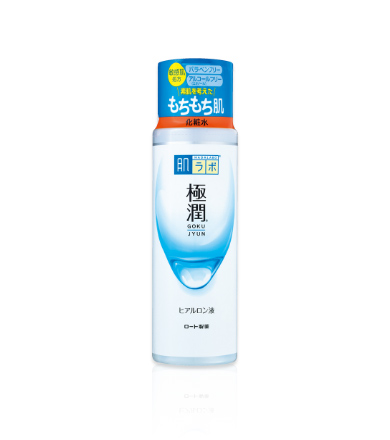 敏感肌
処方
パラベンフリー
アルコールフリー
素肌を考えた
もちもち肌
化粧水
肌ラボ
極
潤
GOKU
JYUN
ヒアルロン液
ロート製薬